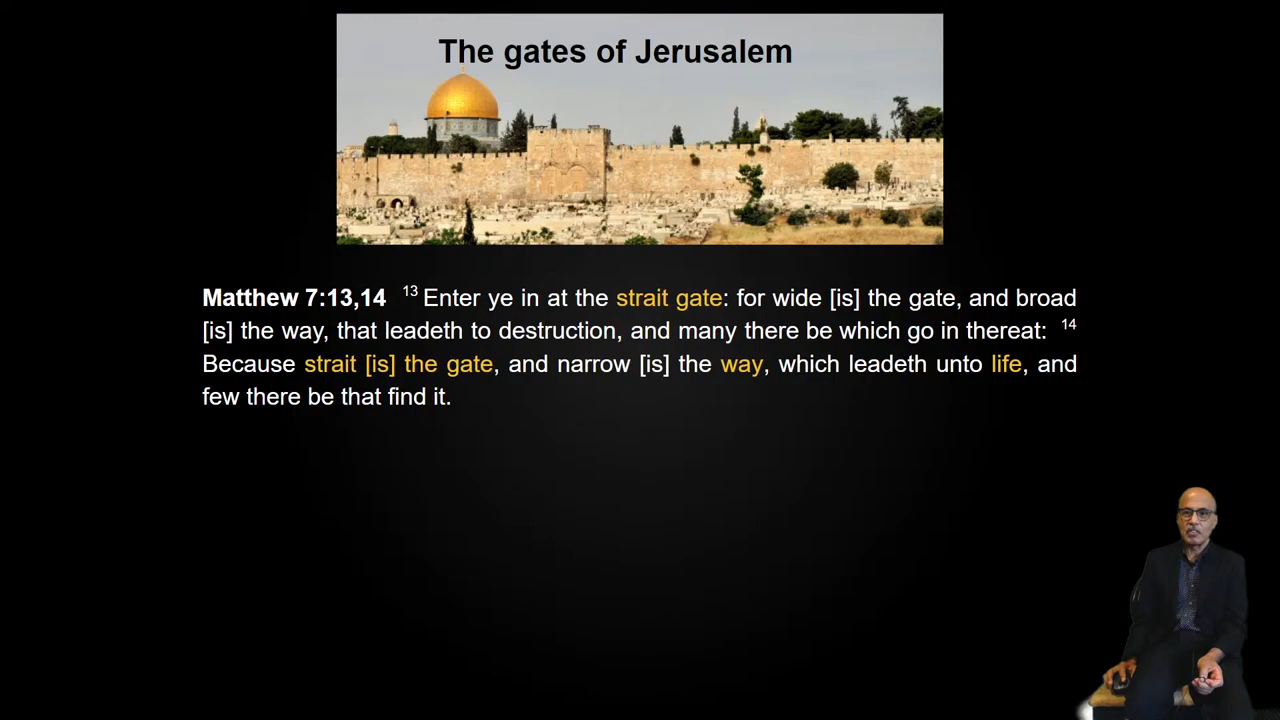 The gates of Jerusalem
Matthew 7:13,14 13 Enter ye in at the strait gate: for wide [is] the gate, and broad
[is] the way, that leadeth to destruction, and many there be which go in thereat: 14
Because strait [is] the gate, and narrow [is] the way, which leadeth unto life, and
few there be that find it.